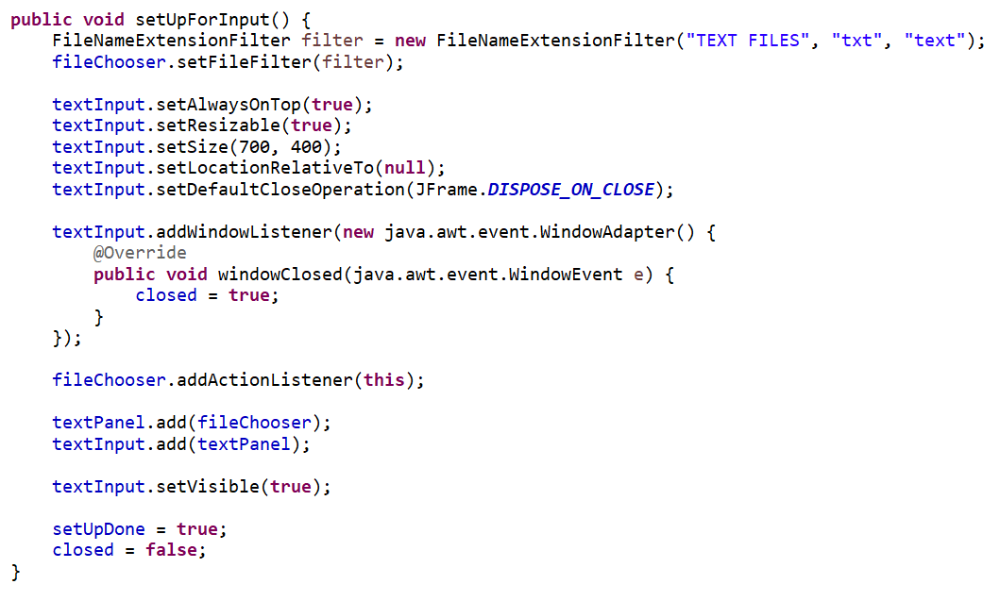 public void setUpForInput() {
    FileNameExtensionFilter filter = new FileNameExtensionFilter("TEXT FILES", "txt", "text");
    fileChooser.setFileFilter(filter);

    textInput.setAlwaysOnTop(true);
    textInput.setResizable(true);
    textInput.setSize(700, 400);
    textInput.setLocationRelativeTo(null);
    textInput.setDefaultCloseOperation(JFrame.DISPOSE_ON_CLOSE);

    textInput.addWindowListener(new java.awt.event.WindowAdapter() {
        @Override
        public void windowClosed(java.awt.event.WindowEvent e) {
            closed = true;
        }
    });

    fileChooser.addActionListener(this);

    textPanel.add(fileChooser);
    textInput.add(textPanel);

    textInput.setVisible(true);

    setUpDone = true;
    closed = false;
}